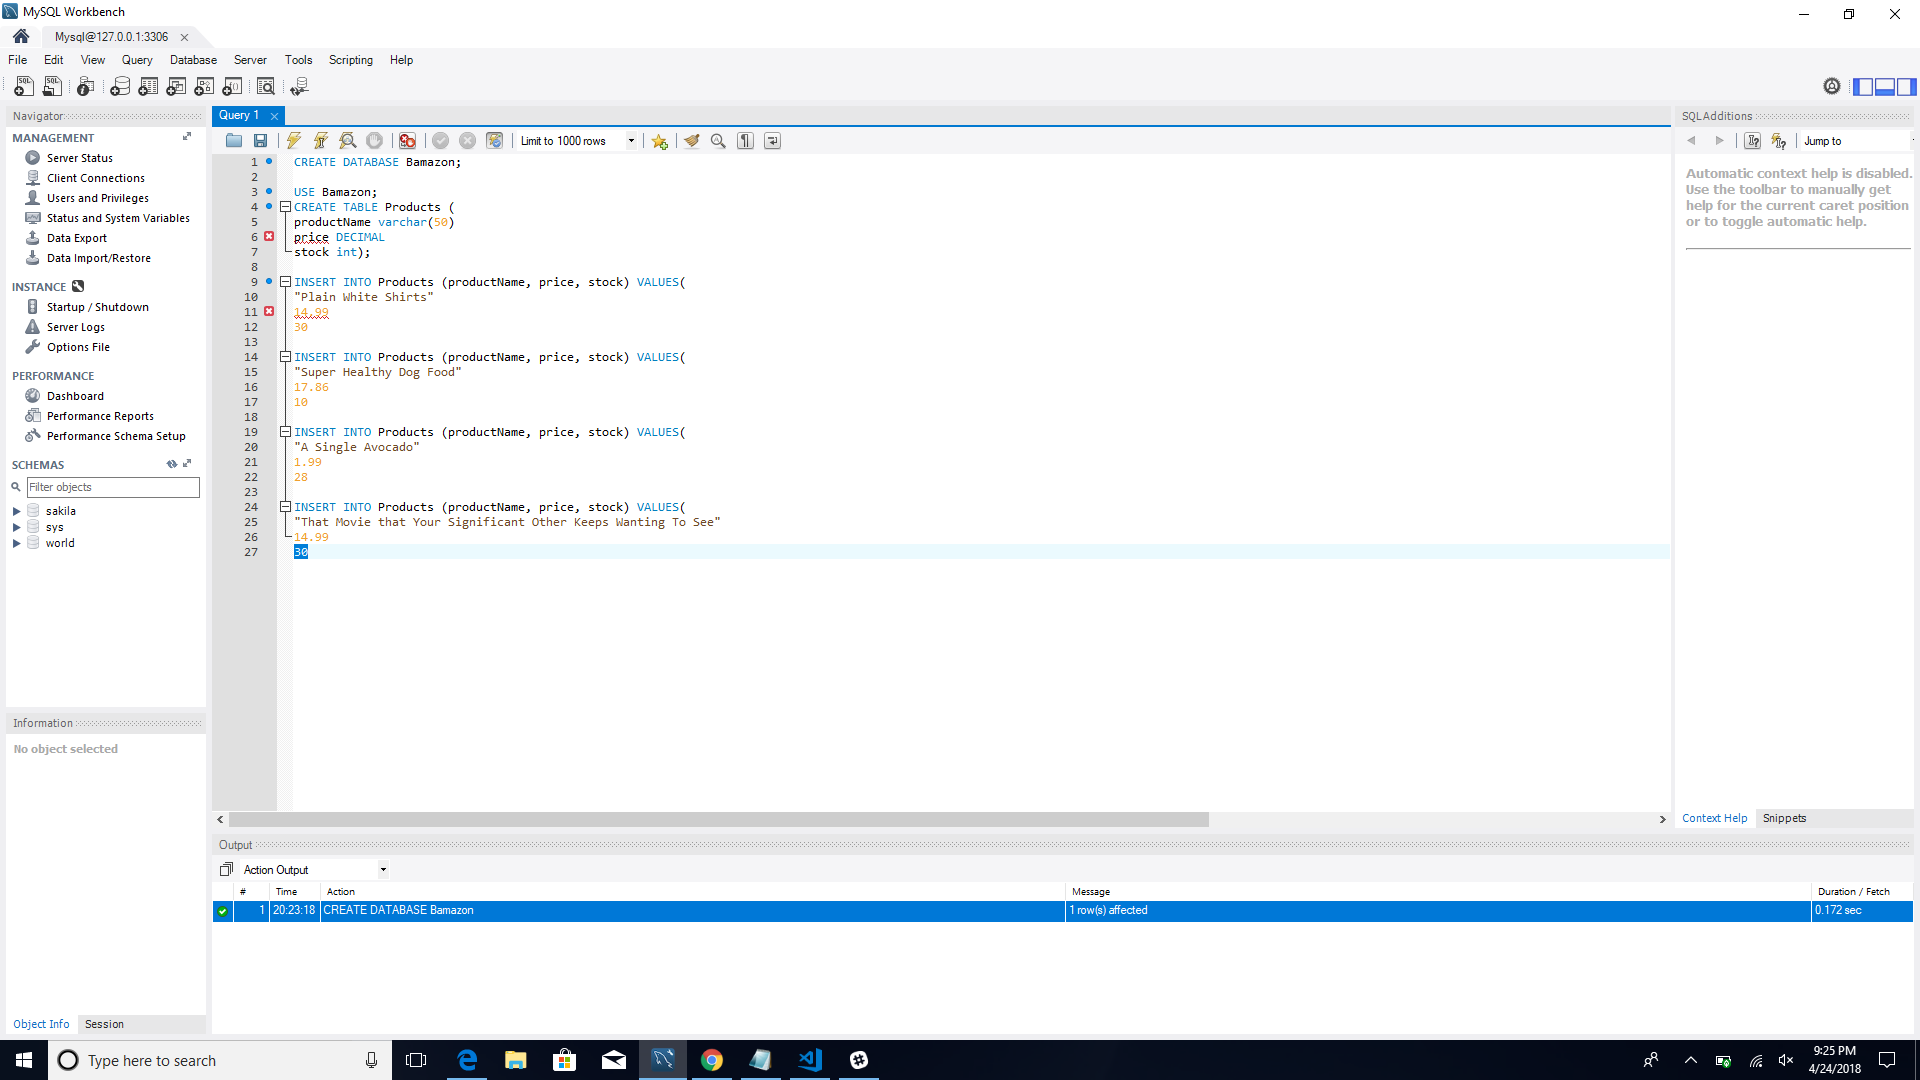 MySQL Workbench
Mysql@127.0.0.1:3306
File Edit View Query Database Server Tools Scripting Help
Navigator
MANAGEMENT
Server Status
Client Connections
Users and Privileges
Status and System Variables
Data Export
Data Import/Restore
INSTANCE
Startup / Shutdown
Server Logs
Options File
PERFORMANCE
Dashboard
Performance Reports
Performance Schema Setup
SCHEMAS
Filter objects
sakila
sys
world
Information
No object selected
Object Info Session
Query 1
Limit to 1000 rows
1 CREATE DATABASE Bamazon;
2
3 USE Bamazon;
4 CREATE TABLE Products (
5 productName varchar(50)
6 price DECIMAL
7 stock int);
8
9 INSERT INTO Products (productName, price, stock) VALUES(
10 "Plain White Shirts"
11 14.99
12 30
13
14 INSERT INTO Products (productName, price, stock) VALUES(
15 "Super Healthy Dog Food"
16 17.86
17 10
18
19 INSERT INTO Products (productName, price, stock) VALUES(
20 "A Single Avocado"
21 1.99
22 28
23
24 INSERT INTO Products (productName, price, stock) VALUES(
25 "That Movie that Your Significant Other Keeps Wanting To See"
26 14.99
27 30
SQLAdditions
Jump to
Automatic context help is disabled.
Use the toolbar to manually get
help for the current caret position
or to toggle automatic help.
Context Help Snippets
Output
Action Output
# Time Action Message Duration / Fetch
1 20:23:18 CREATE DATABASE Bamazon 1 row(s) affected 0.172 sec
Type here to search
9:25 PM
4/24/2018